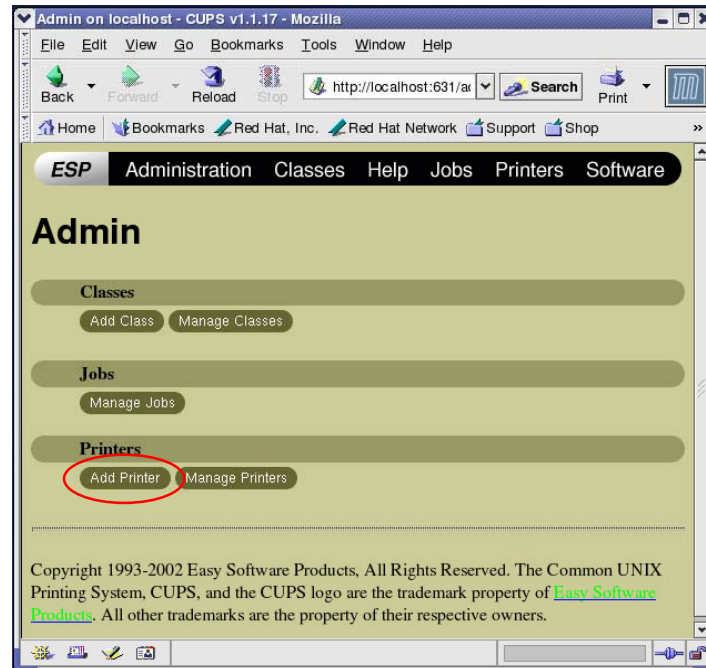 Admin on localhost - CUPS v1.1.17 - Mozilla
File Edit View Go Bookmarks Tools Window Help
Back Forward Reload Stop http://localhost:631/ Search Print
Home Bookmarks Red Hat, Inc. Red Hat Network Support Shop »
ESP Administration Classes Help Jobs Printers Software
Admin
Classes
Add Class Manage Classes
Jobs
Manage Jobs
Printers
Add Printer Manage Printers
Copyright 1993-2002 Easy Software Products, All Rights Reserved. The Common UNIX
Printing System, CUPS, and the CUPS logo are the trademark property of Easy Software
Products. All other trademarks are the property of their respective owners.